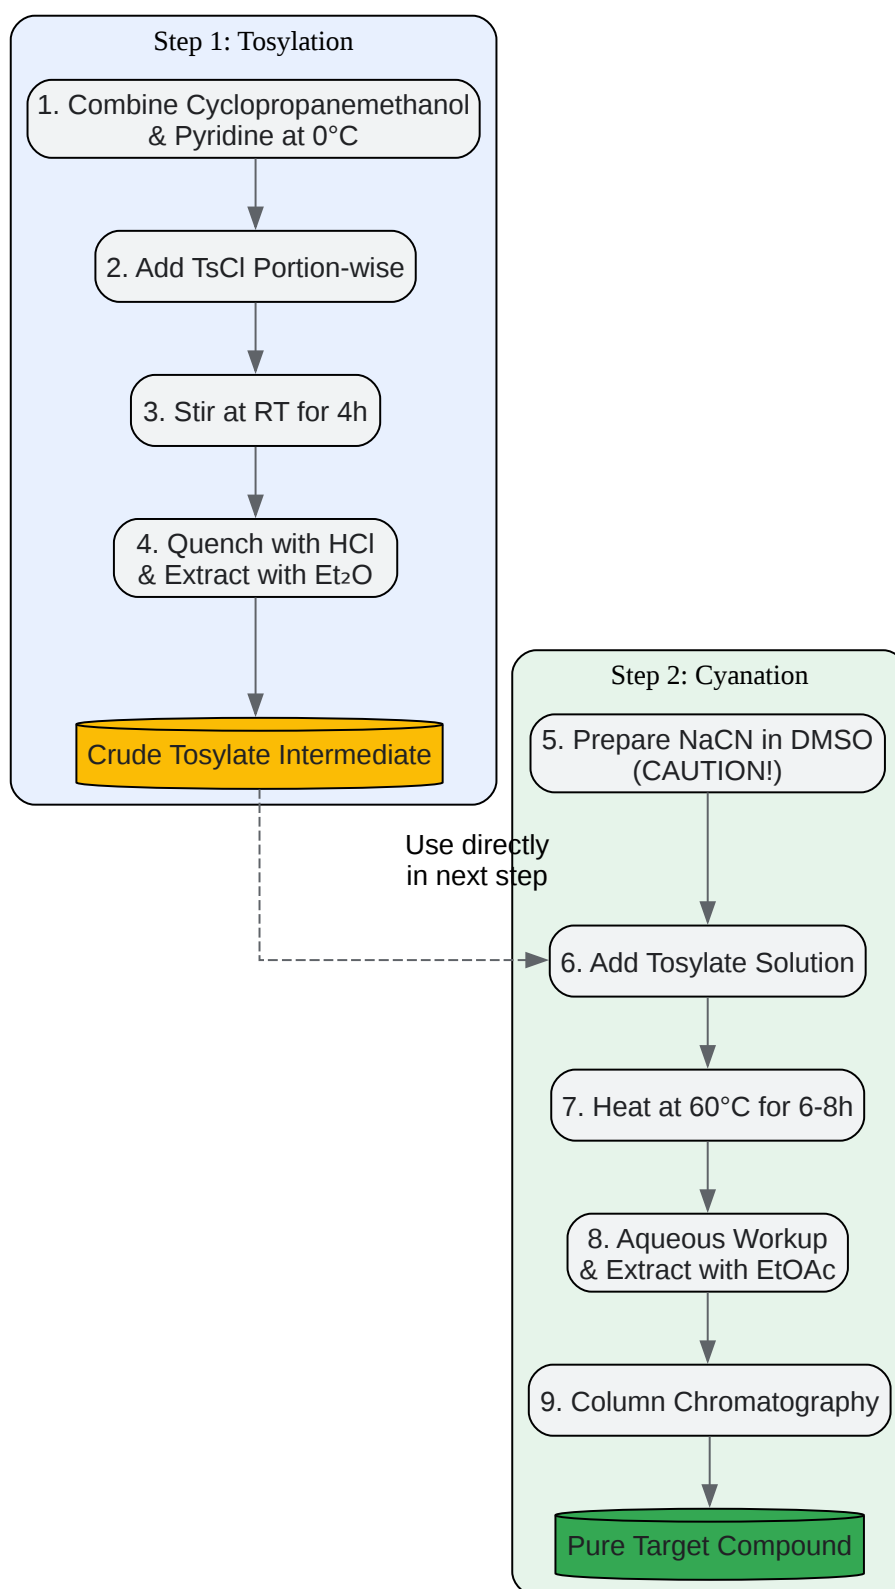 Step 1: Tosylation
1. Combine Cyclopropanemethanol
& Pyridine at 0°C
2. Add TsCl Portion-wise
3. Stir at RT for 4h
4. Quench with HCl
& Extract with Et₂O
Crude Tosylate Intermediate
Use directly
in next step
Step 2: Cyanation
5. Prepare NaCN in DMSO
(CAUTION!)
6. Add Tosylate Solution
7. Heat at 60°C for 6-8h
8. Aqueous Workup
& Extract with EtOAc
9. Column Chromatography
Pure Target Compound